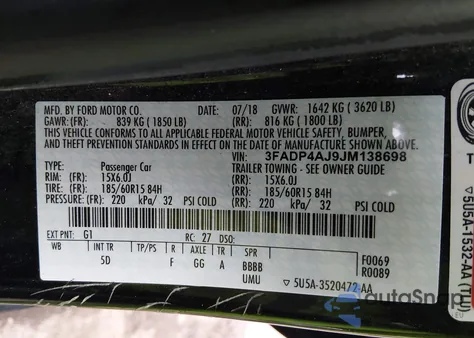 MFD. BY FORD MOTOR CO. DATE: 07/18 GVWR: 1642 KG ( 3620 LB)
GAWR: (FR) 839 KG ( 1850 LB) (RR): 816 KG ( 1800 LB)
THIS VEHICLE CONFORMS TO ALL APPLICABLE FEDERAL MOTOR VEHICLE SAFETY, BUMPER,
AND THEFT PREVENTION STANDARDS IN EFFECT ON THE DATE OF MANUFACTURE SHOWN ABOVE.
VIN: 3FADP4AJ9JM138698
TYPE: Passenger Car TRAILER TOWING - SEE OWNER GUIDE
RIM: 15X6.0J (RR) 15X6.0J
TIRE: 185/60R15 84H 185/60R15 84H
PSI: (FR) 220 kPa/ 32 PSI COLD (RR): 220 kPa/ 32 PSI COLD
EXT PNT: G1 RC: 27 DSO: F0069
WB INT TR TP/PS R AXLE TR SPR R0089
5D F GG A BBBB
UMU ▽ 5U5A-3520472-AA
5U5A-1532-AA (TU)
autoSnap